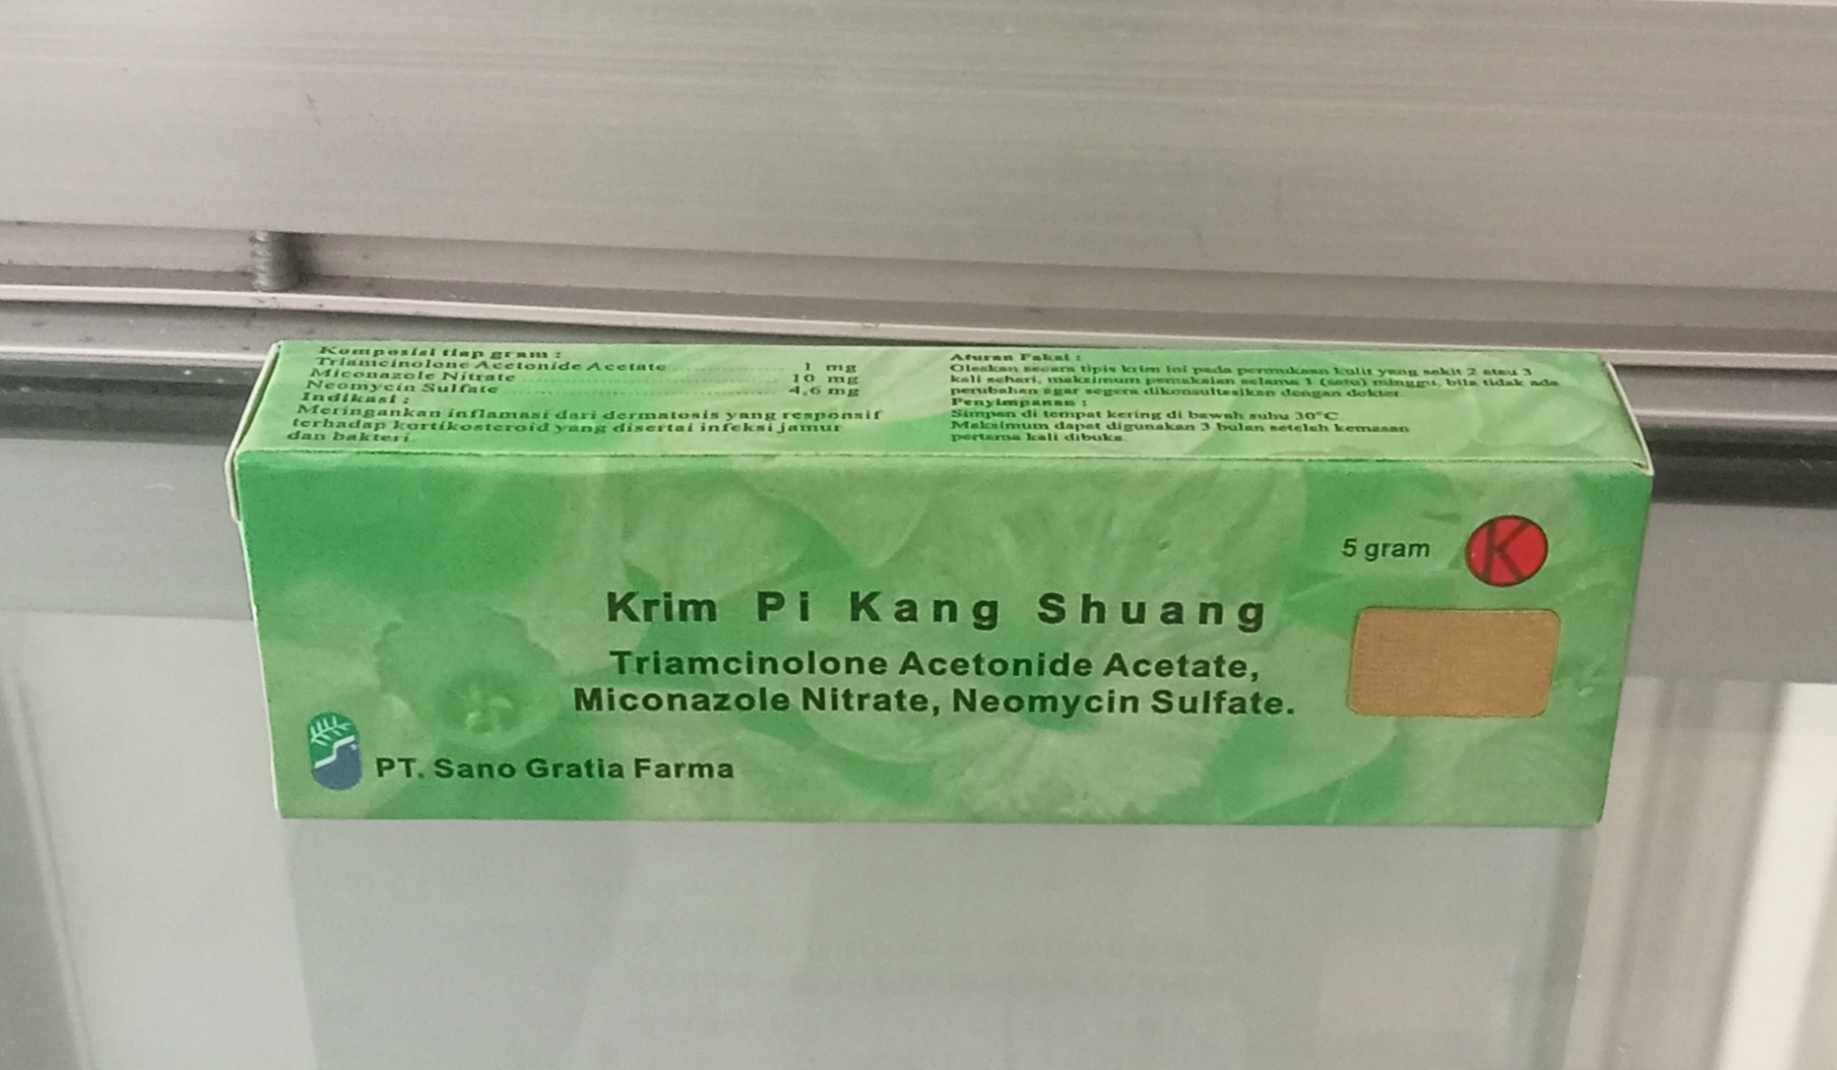 Komposisi tiap gram :
Triamcinolone Acetonide Acetate ............ 1 mg
Miconazole Nitrate ............ 10 mg
Neomycin Sulfate ............ 4,6 mg
Indikasi :
Meringankan inflamasi dari dermatosis yang responsif
terhadap kortikosteroid yang disertai infeksi jamur
dan bakteri.
Aturan Pakai :
Oleskan secara tipis krim ini pada permukaan kulit yang sakit 2 atau 3
kali sehari, maksimum pemakaian selama 1 (satu) minggu, bila tidak ada
perubahan agar segera dikonsultasikan dengan dokter.
Penyimpanan :
Simpan di tempat kering di bawah suhu 30°C.
Maksimum dapat digunakan 3 bulan setelah kemasan
pertama kali dibuka.
5 gram
K
Krim Pi Kang Shuang
Triamcinolone Acetonide Acetate,
Miconazole Nitrate, Neomycin Sulfate.
PT. Sano Gratia Farma